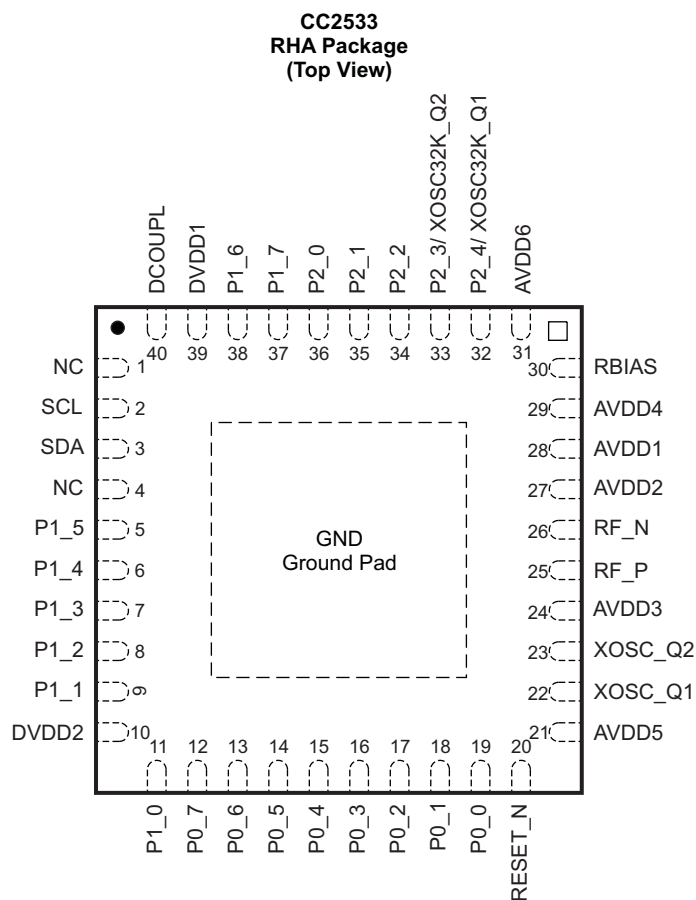 CC2533
RHA Package
(Top View)
DCOUPL
DVDD1
P1_6
P1_7
P2_0
P2_1
P2_2
P2_3/ XOSC32K_Q2
P2_4/ XOSC32K_Q1
AVDD6
40 39 38 37 36 35 34 33 32 31
NC 1
SCL 2
SDA 3
NC 4
P1_5 5
P1_4 6
P1_3 7
P1_2 8
P1_1 9
DVDD2 10
GND
Ground Pad
30 RBIAS
29 AVDD4
28 AVDD1
27 AVDD2
26 RF_N
25 RF_P
24 AVDD3
23 XOSC_Q2
22 XOSC_Q1
21 AVDD5
11 12 13 14 15 16 17 18 19 20
P1_0
P0_7
P0_6
P0_5
P0_4
P0_3
P0_2
P0_1
P0_0
RESET_N